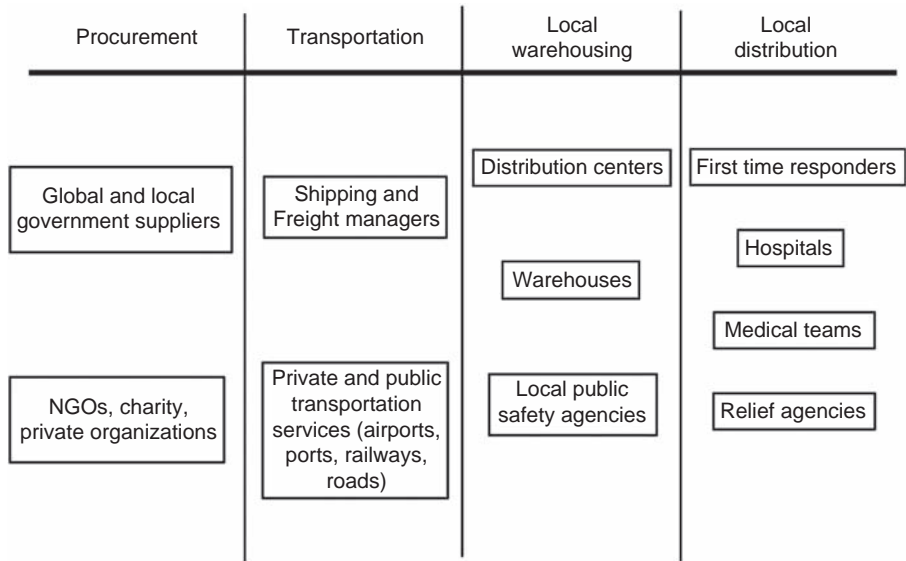 Procurement
Transportation
Local
warehousing
Local
distribution
Global and local
government suppliers
NGOs, charity,
private organizations
Shipping and
Freight managers
Private and public
transportation
services (airports,
ports, railways,
roads)
Distribution centers
Warehouses
Local public
safety agencies
First time responders
Hospitals
Medical teams
Relief agencies